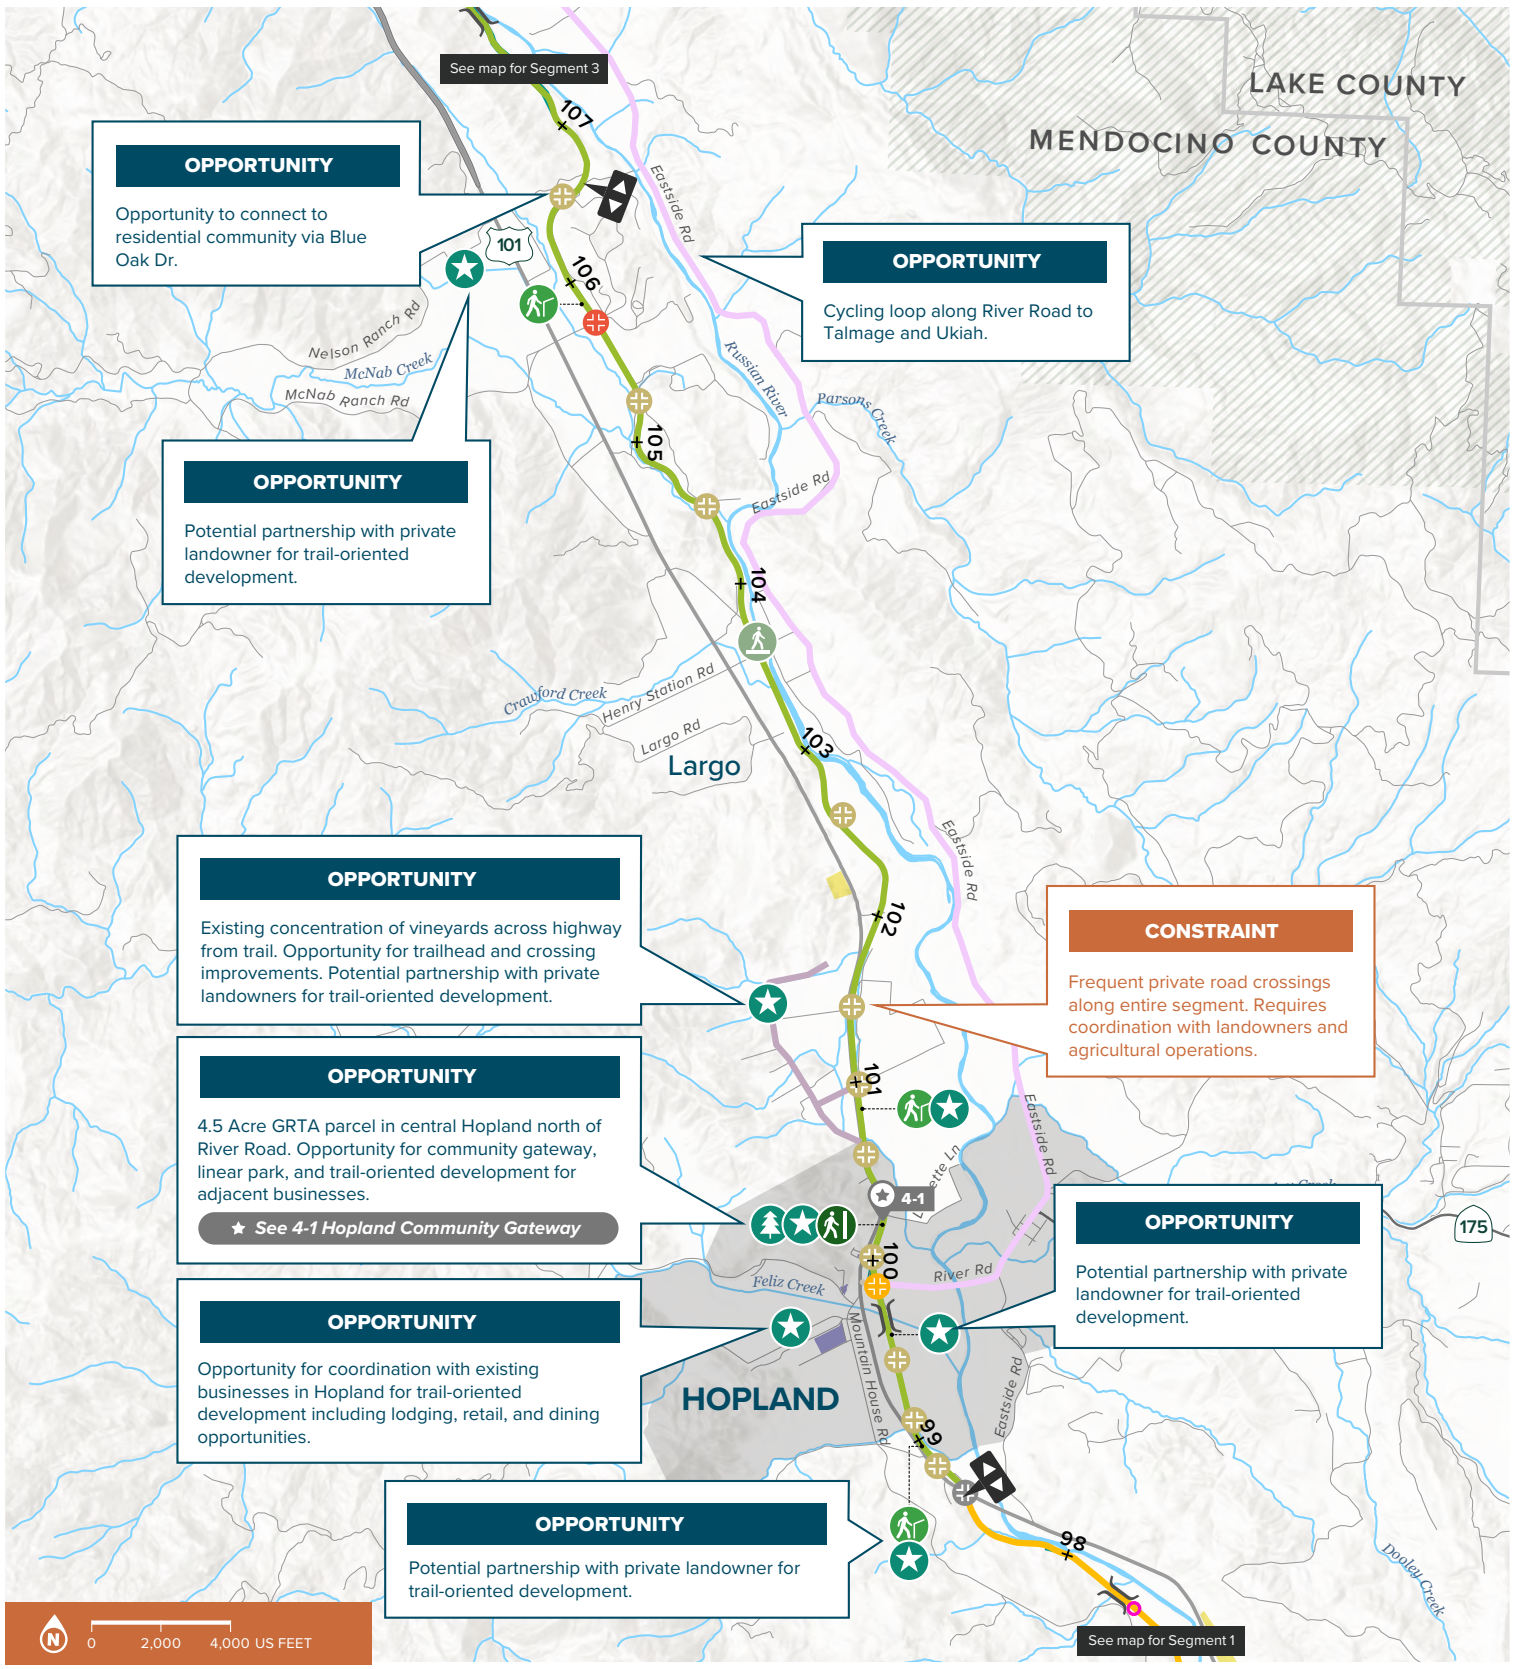 See map for Segment 3
LAKE COUNTY
MENDOCINO COUNTY
107
OPPORTUNITY
Opportunity to connect to
residential community via Blue
Oak Dr.
101
Eastside Rd
OPPORTUNITY
Cycling loop along River Road to
Talmage and Ukiah.
106
Nelson Ranch Rd
McNab Creek
McNab Ranch Rd
Russian River
Parsons Creek
105
OPPORTUNITY
Potential partnership with private
landowner for trail-oriented
development.
Eastside Rd
104
Crawford Creek
Henry Station Rd
Largo Rd
Largo
103
Eastside Rd
OPPORTUNITY
Existing concentration of vineyards across highway
from trail. Opportunity for trailhead and crossing
improvements. Potential partnership with private
landowners for trail-oriented development.
102
CONSTRAINT
Frequent private road crossings
along entire segment. Requires
coordination with landowners and
agricultural operations.
OPPORTUNITY
4.5 Acre GRTA parcel in central Hopland north of
River Road. Opportunity for community gateway,
linear park, and trail-oriented development for
adjacent businesses.
See 4-1 Hopland Community Gateway
101
Eastside Rd
Ln
4-1
OPPORTUNITY
Potential partnership with private
landowner for trail-oriented
development.
175
100
River Rd
Feliz Creek
OPPORTUNITY
Opportunity for coordination with existing
businesses in Hopland for trail-oriented
development including lodging, retail, and dining
opportunities.
Mountain House Rd
HOPLAND
Eastside Rd
99
OPPORTUNITY
Potential partnership with private landowner for
trail-oriented development.
98
Dooley Creek
N
0 2,000 4,000 US FEET
See map for Segment 1